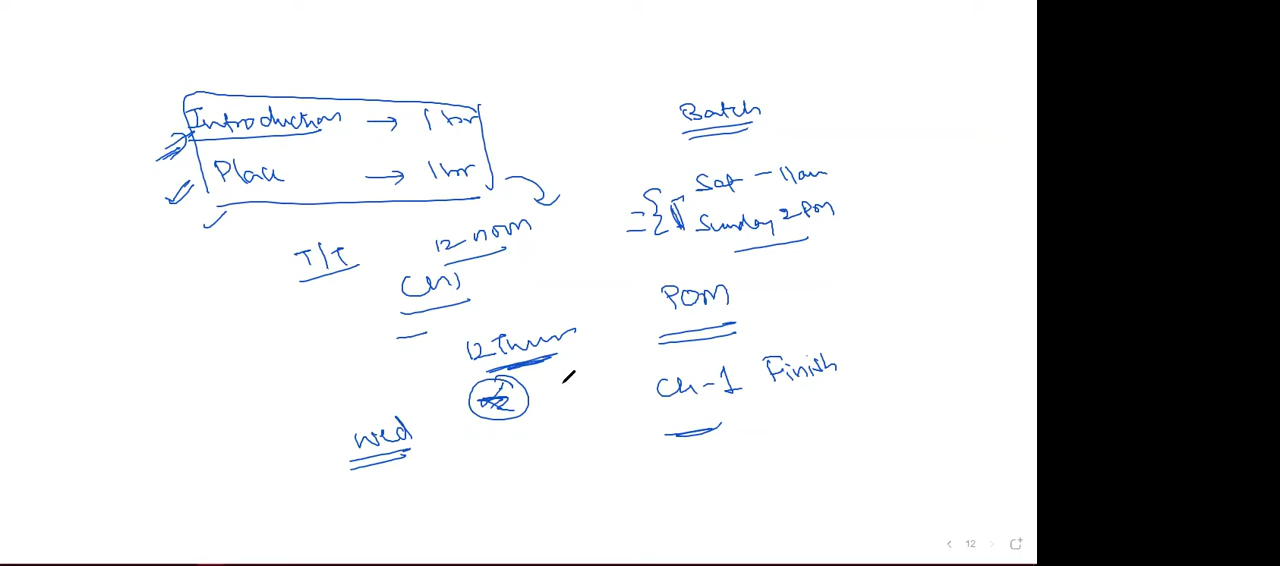 Introduction → 1 hr
Place → 1 hr
T/T
12 noon
12 Thur
Wed
Batch
Sat - 11am
Sunday 2 Pm
POM
Ch-1 Finish
12